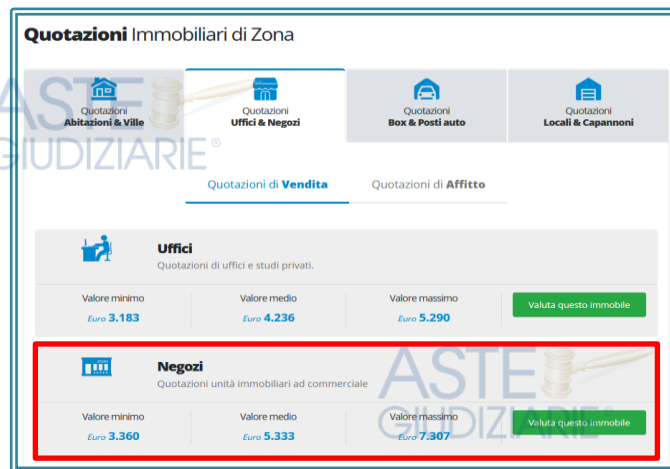 Quotazioni Immobiliari di Zona
Quotazioni
Abitazioni & Ville
Quotazioni
Uffici & Negozi
Quotazioni
Box & Posti auto
Quotazioni
Locali & Capannoni
ASTE
GIUDIZIARIE®
Quotazioni di Vendita
Quotazioni di Affitto
Uffici
Quotazioni di uffici e studi privati.
Valore minimo
Euro 3.183
Valore medio
Euro 4.236
Valore massimo
Euro 5.290
Valuta questo immobile
Negozi
Quotazioni unità immobiliari ad commerciale
Valore minimo
Euro 3.360
Valore medio
Euro 5.333
Valore massimo
Euro 7.307
Valuta questo immobile
ASTE
GIUDIZIARIE®